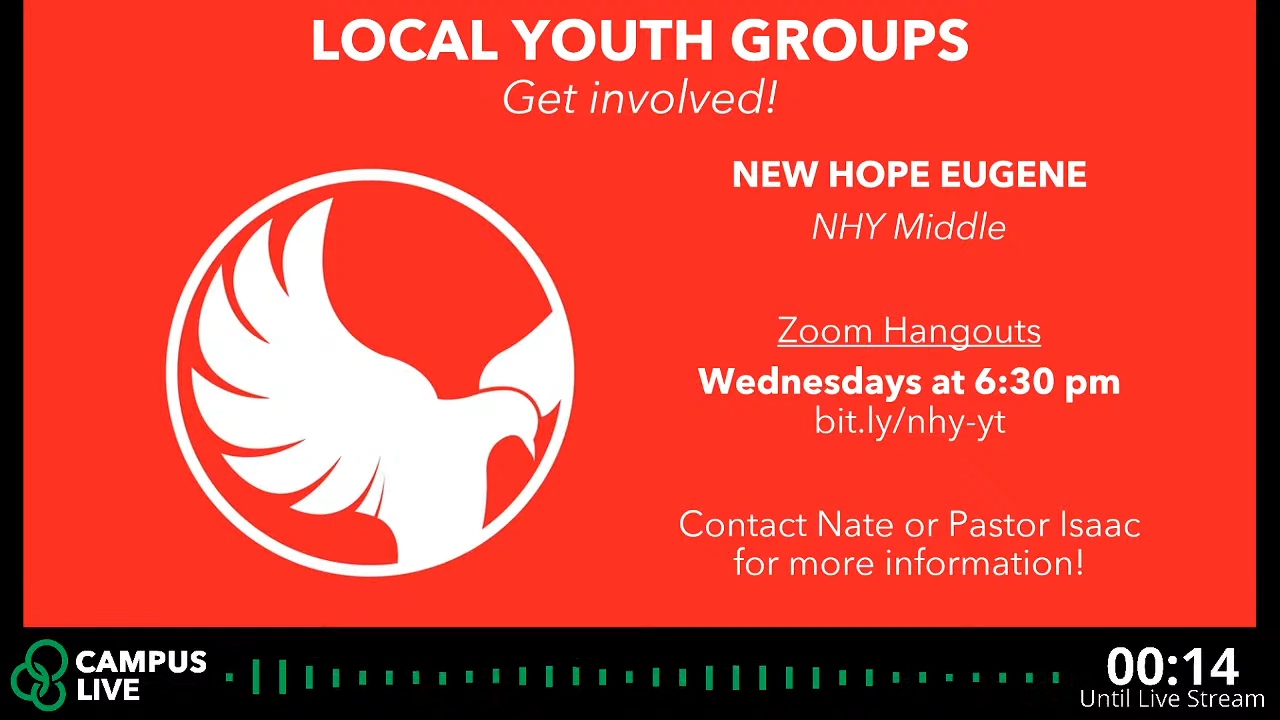 LOCAL YOUTH GROUPS
Get involved!
NEW HOPE EUGENE
NHY Middle
Zoom Hangouts
Wednesdays at 6:30 pm
bit.ly/nhy-yt
Contact Nate or Pastor Isaac
for more information!
CAMPUS
LIVE
00:14
Until Live Stream